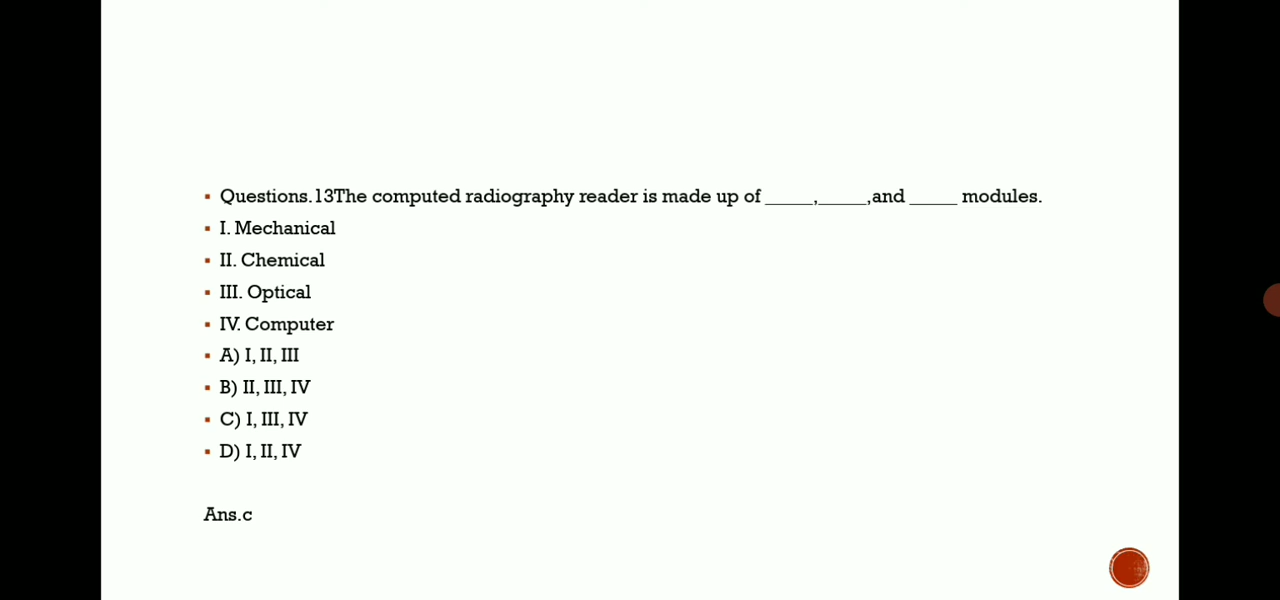 Questions.13The computed radiography reader is made up of _____,_____,and _____ modules.
I. Mechanical
II. Chemical
III. Optical
IV. Computer
A) I, II, III
B) II, III, IV
C) I, III, IV
D) I, II, IV
Ans.c